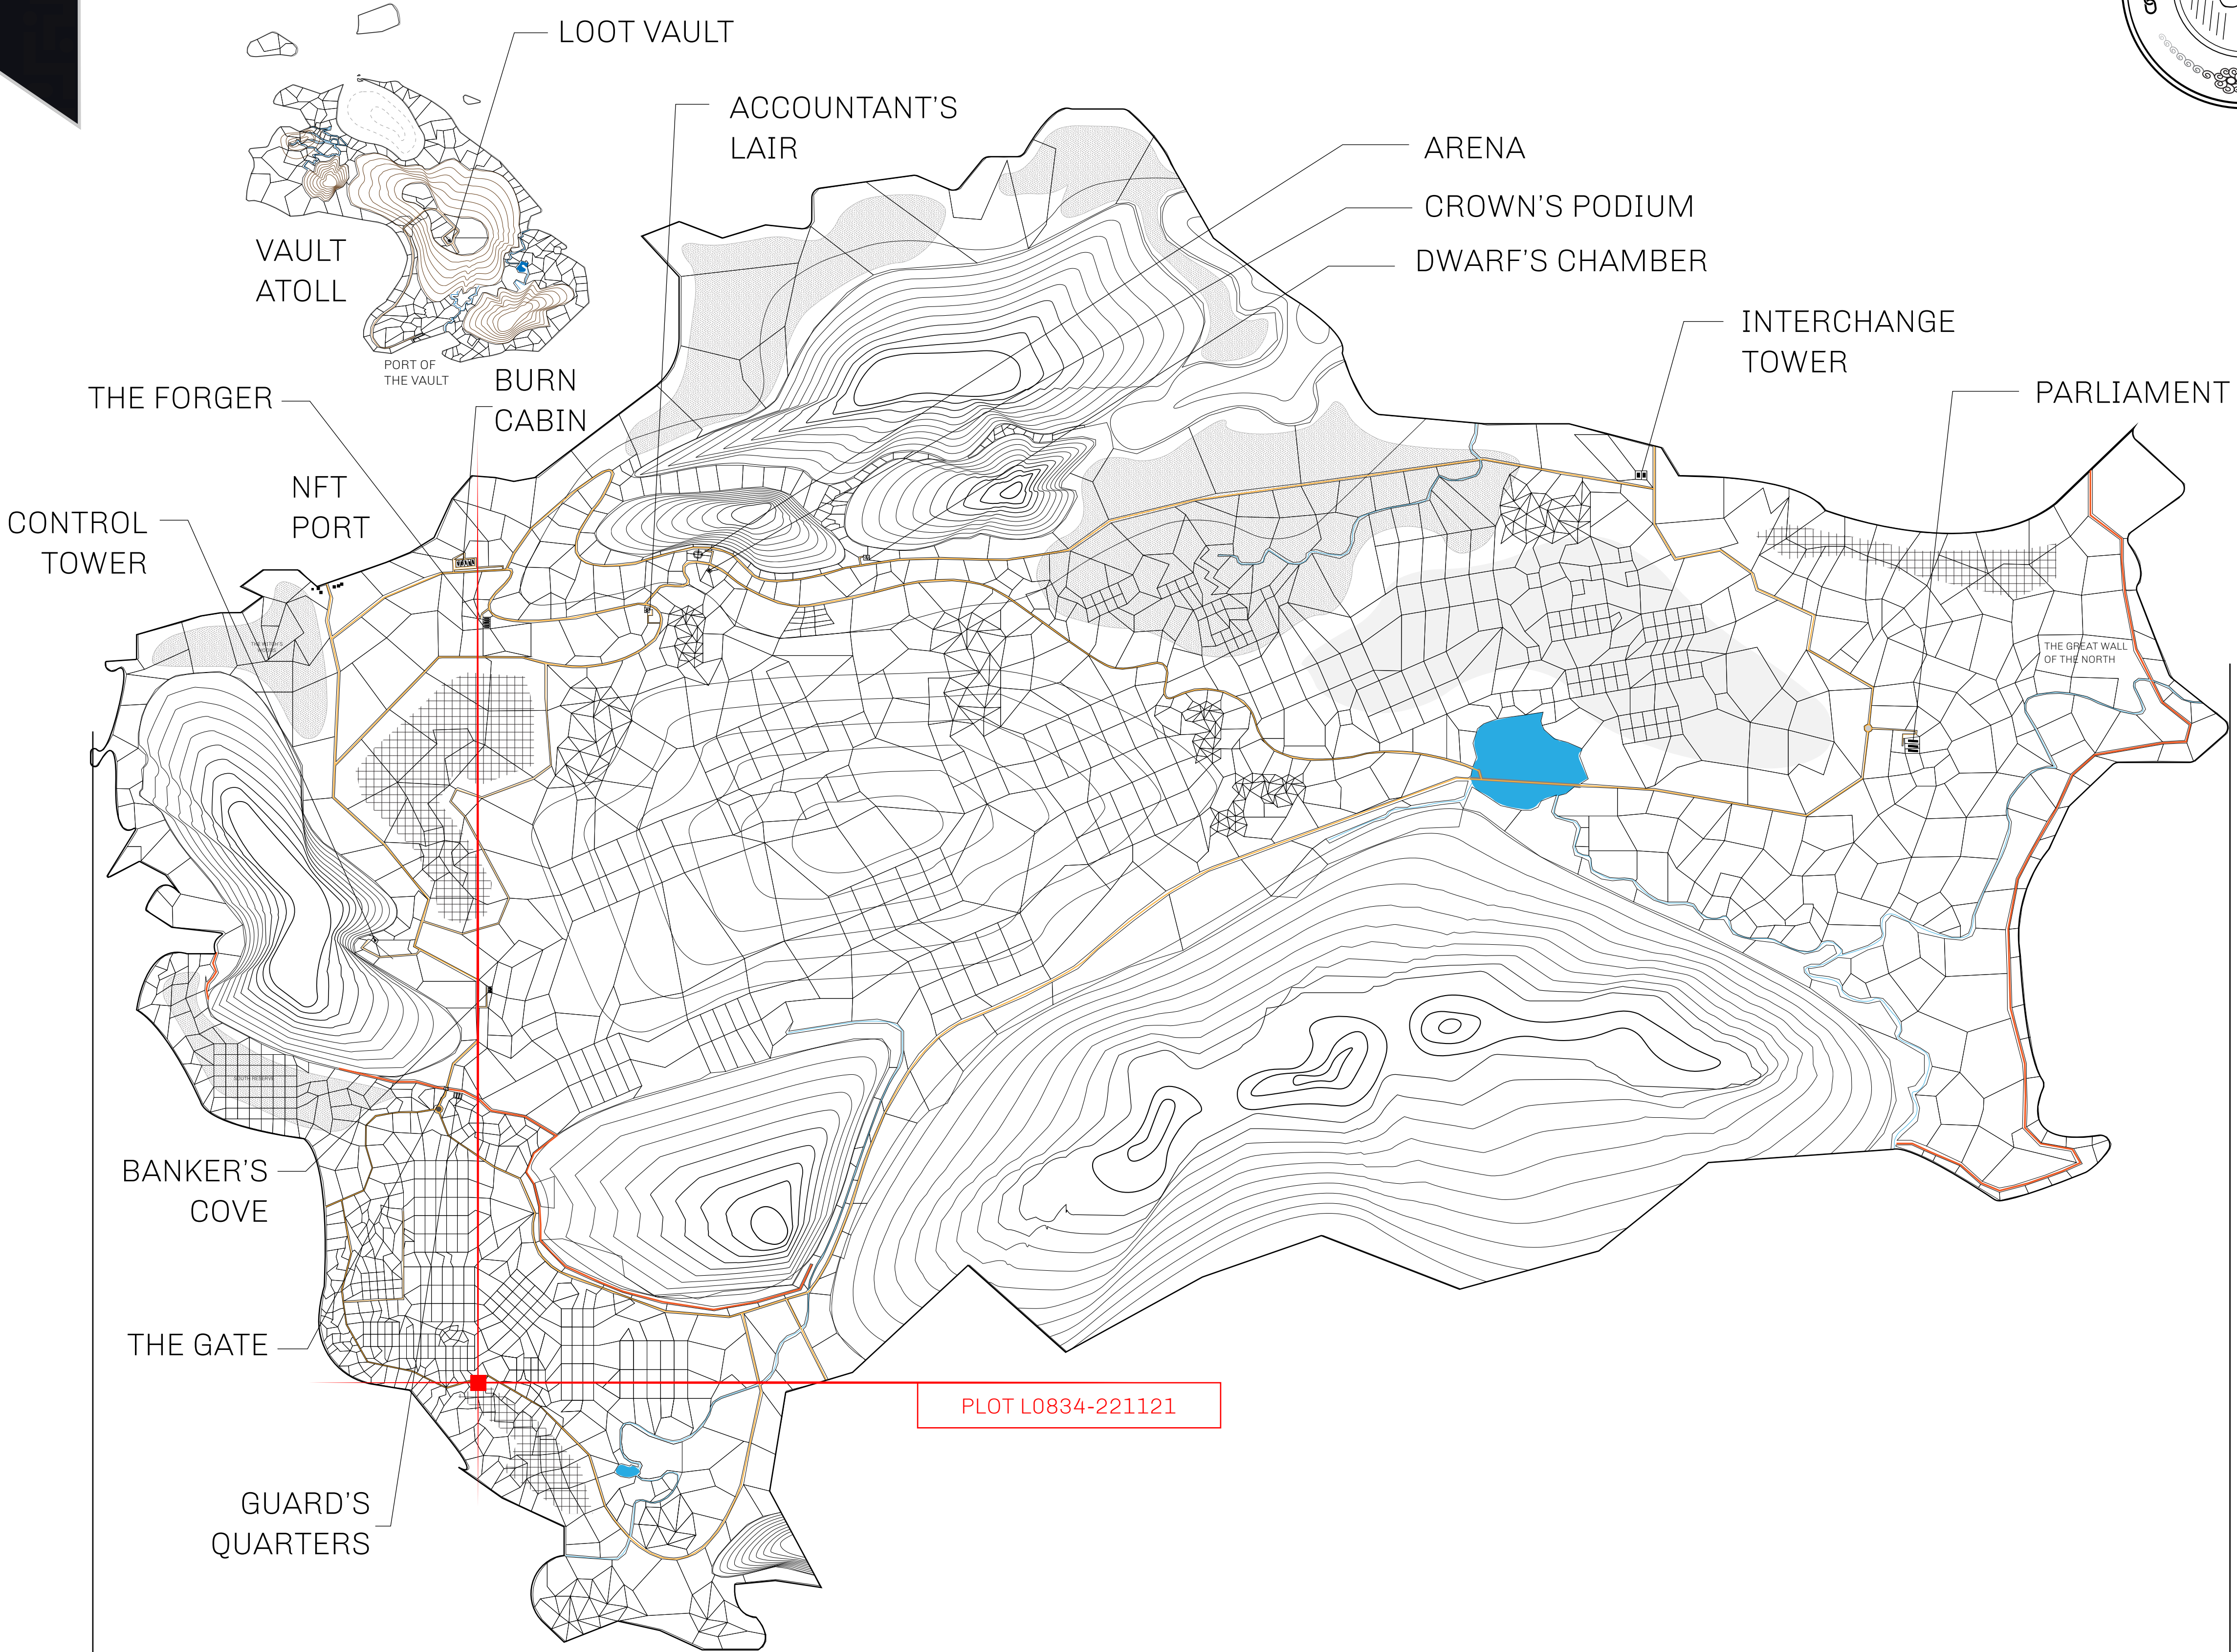 LOOT VAULT
ACCOUNTANT'S
LAIR
ARENA
CROWN'S PODIUM
DWARF'S CHAMBER
VAULT
ATOLL
INTERCHANGE
TOWER
PORT OF
THE VAULT
BURN
CABIN
THE FORGER
PARLIAMENT
NFT
PORT
CONTROL
TOWER
THE GREAT WALL
OF THE NORTH
SOUTH RESERVE
BANKER'S
COVE
THE GATE
PLOT L0834-221121
GUARD'S
QUARTERS